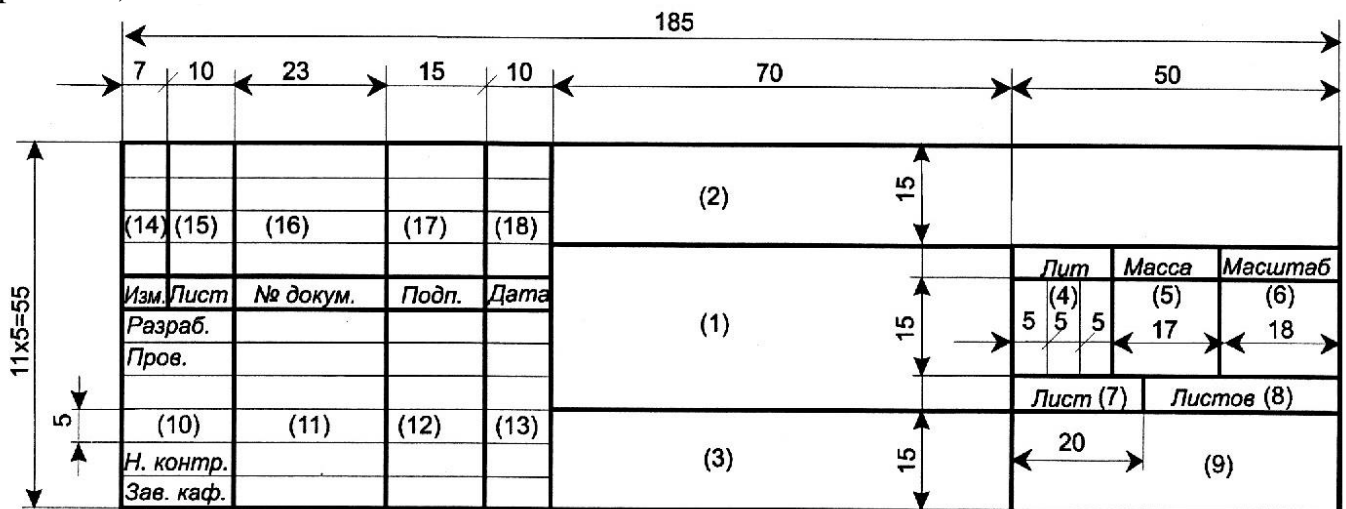 185
7 10 23 15 10 70 50
11x5=55
(2) 15
(14) (15) (16) (17) (18)
Лит Масса Масштаб
Изм. Лист № докум. Подп. Дата
(4) (5) (6)
(1) 15 5 5 5 17 18
Разраб.
Пров.
Лист (7) Листов (8)
5 (10) (11) (12) (13)
(3) 15 20 (9)
Н. контр.
Зав. каф.